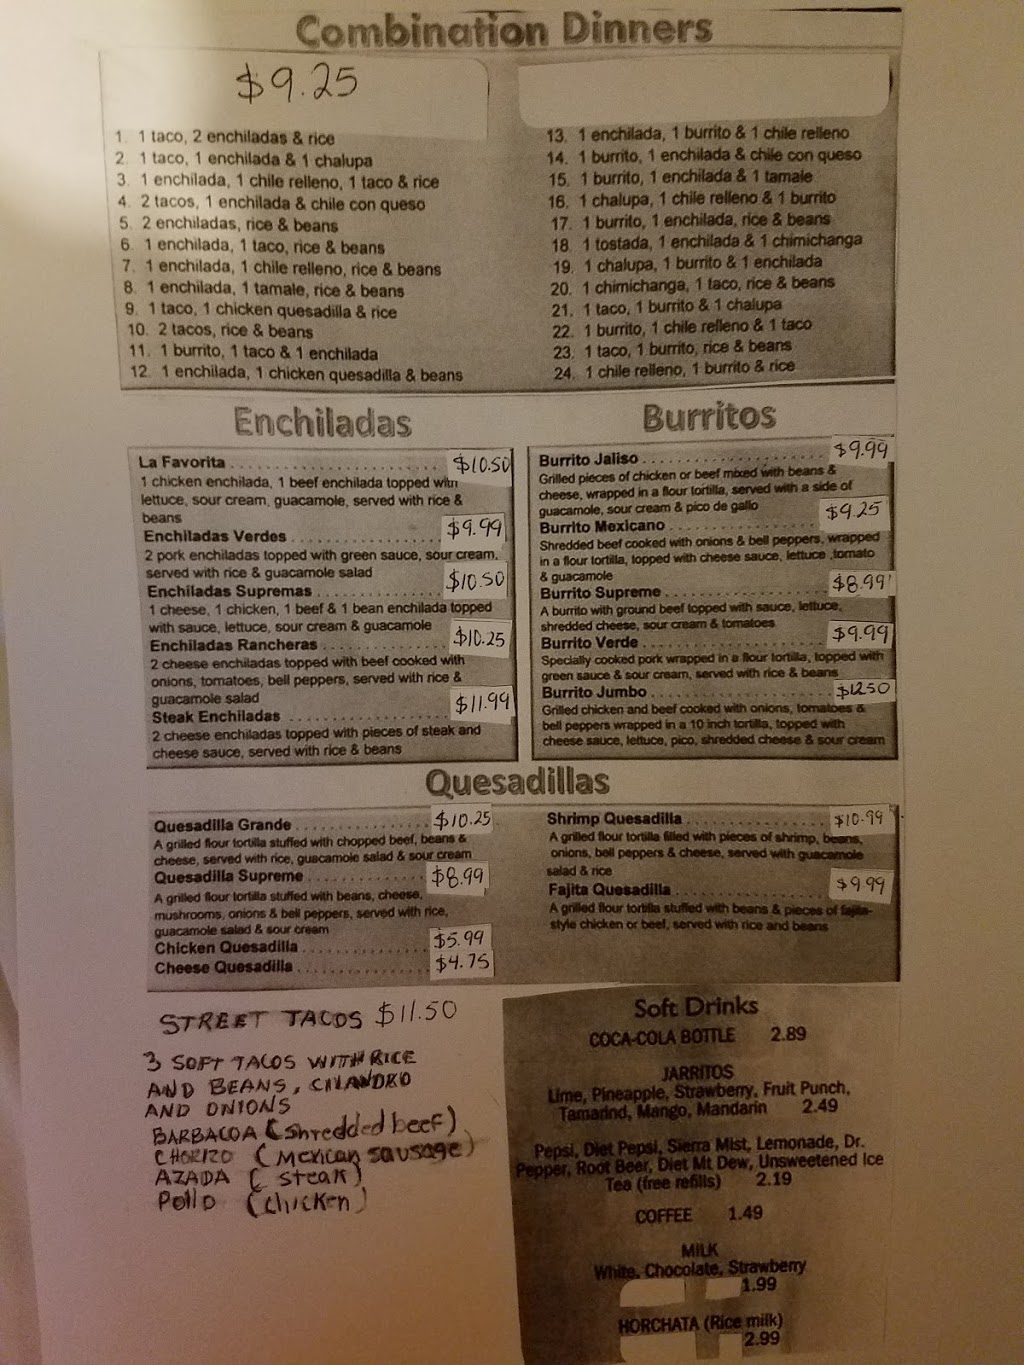 Combination Dinners
$9.25
1. 1 taco, 2 enchiladas & rice
2. 1 taco, 1 enchilada & 1 chalupa
3. 1 enchilada, 1 chile relleno, 1 taco & rice
4. 2 tacos, 1 enchilada & chile con queso
5. 2 enchiladas, rice & beans
6. 1 enchilada, 1 taco, rice & beans
7. 1 enchilada, 1 chile relleno, rice & beans
8. 1 enchilada, 1 tamale, rice & beans
9. 1 taco, 1 chicken quesadilla & rice
10. 2 tacos, rice & beans
11. 1 burrito, 1 taco & 1 enchilada
12. 1 enchilada, 1 chicken quesadilla & beans
13. 1 enchilada, 1 burrito & 1 chile relleno
14. 1 burrito, 1 enchilada & chile con queso
15. 1 burrito, 1 enchilada & 1 tamale
16. 1 chalupa, 1 chile relleno & 1 burrito
17. 1 burrito, 1 enchilada, rice & beans
18. 1 tostada, 1 enchilada & 1 chimichanga
19. 1 chalupa, 1 burrito & 1 enchilada
20. 1 chimichanga, 1 taco, rice & beans
21. 1 taco, 1 burrito & 1 chalupa
22. 1 burrito, 1 chile relleno & 1 taco
23. 1 taco, 1 burrito, rice & beans
24. 1 chile relleno, 1 burrito & rice
Enchiladas
La Favorita . . . . . . . . . . . . . . . . . . . . $10.50
1 chicken enchilada, 1 beef enchilada topped with
lettuce, sour cream, guacamole, served with rice &
beans
Enchiladas Verdes . . . . . . . . . . . . . . $9.99
2 pork enchiladas topped with green sauce, sour cream,
served with rice & guacamole salad
Enchiladas Supremas . . . . . . . . . . . . $10.50
1 cheese, 1 chicken, 1 beef & 1 bean enchilada topped
with sauce, lettuce, sour cream & guacamole
Enchiladas Rancheras . . . . . . . . . . . . $10.25
2 cheese enchiladas topped with beef cooked with
onions, tomatoes, bell peppers, served with rice &
guacamole salad
Steak Enchiladas . . . . . . . . . . . . . . . $11.99
2 cheese enchiladas topped with pieces of steak and
cheese sauce, served with rice & beans
Burritos
Burrito Jaliso . . . . . . . . . . . . . . . . . . $9.99
Grilled pieces of chicken or beef mixed with beans &
cheese, wrapped in a flour tortilla, served with a side of
guacamole, sour cream & pico de gallo
Burrito Mexicano . . . . . . . . . . . . . . . $9.25
Shredded beef cooked with onions & bell peppers, wrapped
in a flour tortilla, topped with cheese sauce, lettuce ,tomato
& guacamole
Burrito Supreme . . . . . . . . . . . . . . . $8.99
A burrito with ground beef topped with sauce, lettuce,
shredded cheese, sour cream & tomatoes
Burrito Verde . . . . . . . . . . . . . . . . . $9.99
Specially cooked pork wrapped in a flour tortilla, topped with
green sauce & sour cream, served with rice & beans
Burrito Jumbo . . . . . . . . . . . . . . . . . $12.50
Grilled chicken and beef cooked with onions, tomatoes &
bell peppers wrapped in a 10 inch tortilla, topped with
cheese sauce, lettuce, pico, shredded cheese & sour cream
Quesadillas
Quesadilla Grande . . . . . . . . . . . . . $10.25
A grilled flour tortilla stuffed with chopped beef, beans &
cheese, served with rice, guacamole salad & sour cream
Quesadilla Supreme . . . . . . . . . . . . $8.99
A grilled flour tortilla stuffed with beans, cheese,
mushrooms, onions & bell peppers, served with rice,
guacamole salad & sour cream
Chicken Quesadilla . . . . . . . . . . . . . $5.99
Cheese Quesadilla . . . . . . . . . . . . . $4.75
Shrimp Quesadilla . . . . . . . . . . . . . . $10.99
A grilled flour tortilla filled with pieces of shrimp, beans,
onions, bell peppers & cheese, served with guacamole
salad & rice
Fajita Quesadilla . . . . . . . . . . . . . . . $9.99
A grilled flour tortilla stuffed with beans & pieces of fajita-
style chicken or beef, served with rice and beans
STREET TACOS $11.50
3 SOFT TACOS WITH RICE
AND BEANS, CILANDRO
AND ONIONS
BARBACOA (Shredded beef)
CHORIZO (Mexican sausage)
AZADA (steak)
Pollo (chicken)
Soft Drinks
COCA-COLA BOTTLE 2.89
JARRITOS
Lime, Pineapple, Strawberry, Fruit Punch,
Tamarind, Mango, Mandarin 2.49
Pepsi, Diet Pepsi, Sierra Mist, Lemonade, Dr.
Pepper, Root Beer, Diet Mt Dew, Unsweetened Ice
Tea (free refills) 2.19
COFFEE 1.49
MILK
White, Chocolate, Strawberry
1.99
HORCHATA (Rice milk)
2.99